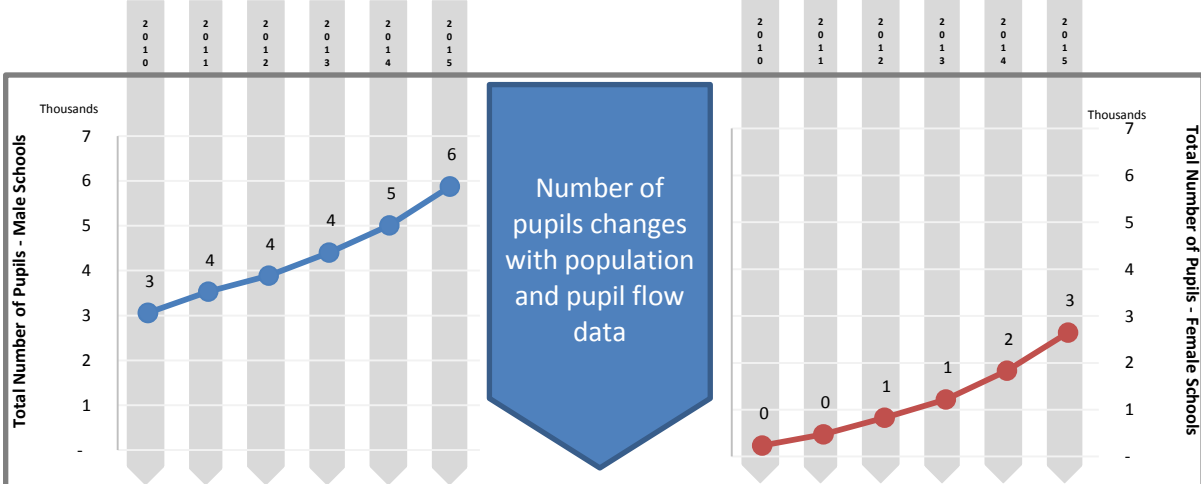 2010 2011 2012 2013 2014 2015
2010 2011 2012 2013 2014 2015
Total Number of Pupils - Male Schools
Thousands
7
6
5
4
3
2
1
-
3 4 4 4 5 6
Number of
pupils changes
with population
and pupil flow
data
0 0 1 1 2 3
Thousands
7
6
5
4
3
2
1
-
Total Number of Pupils - Female Schools